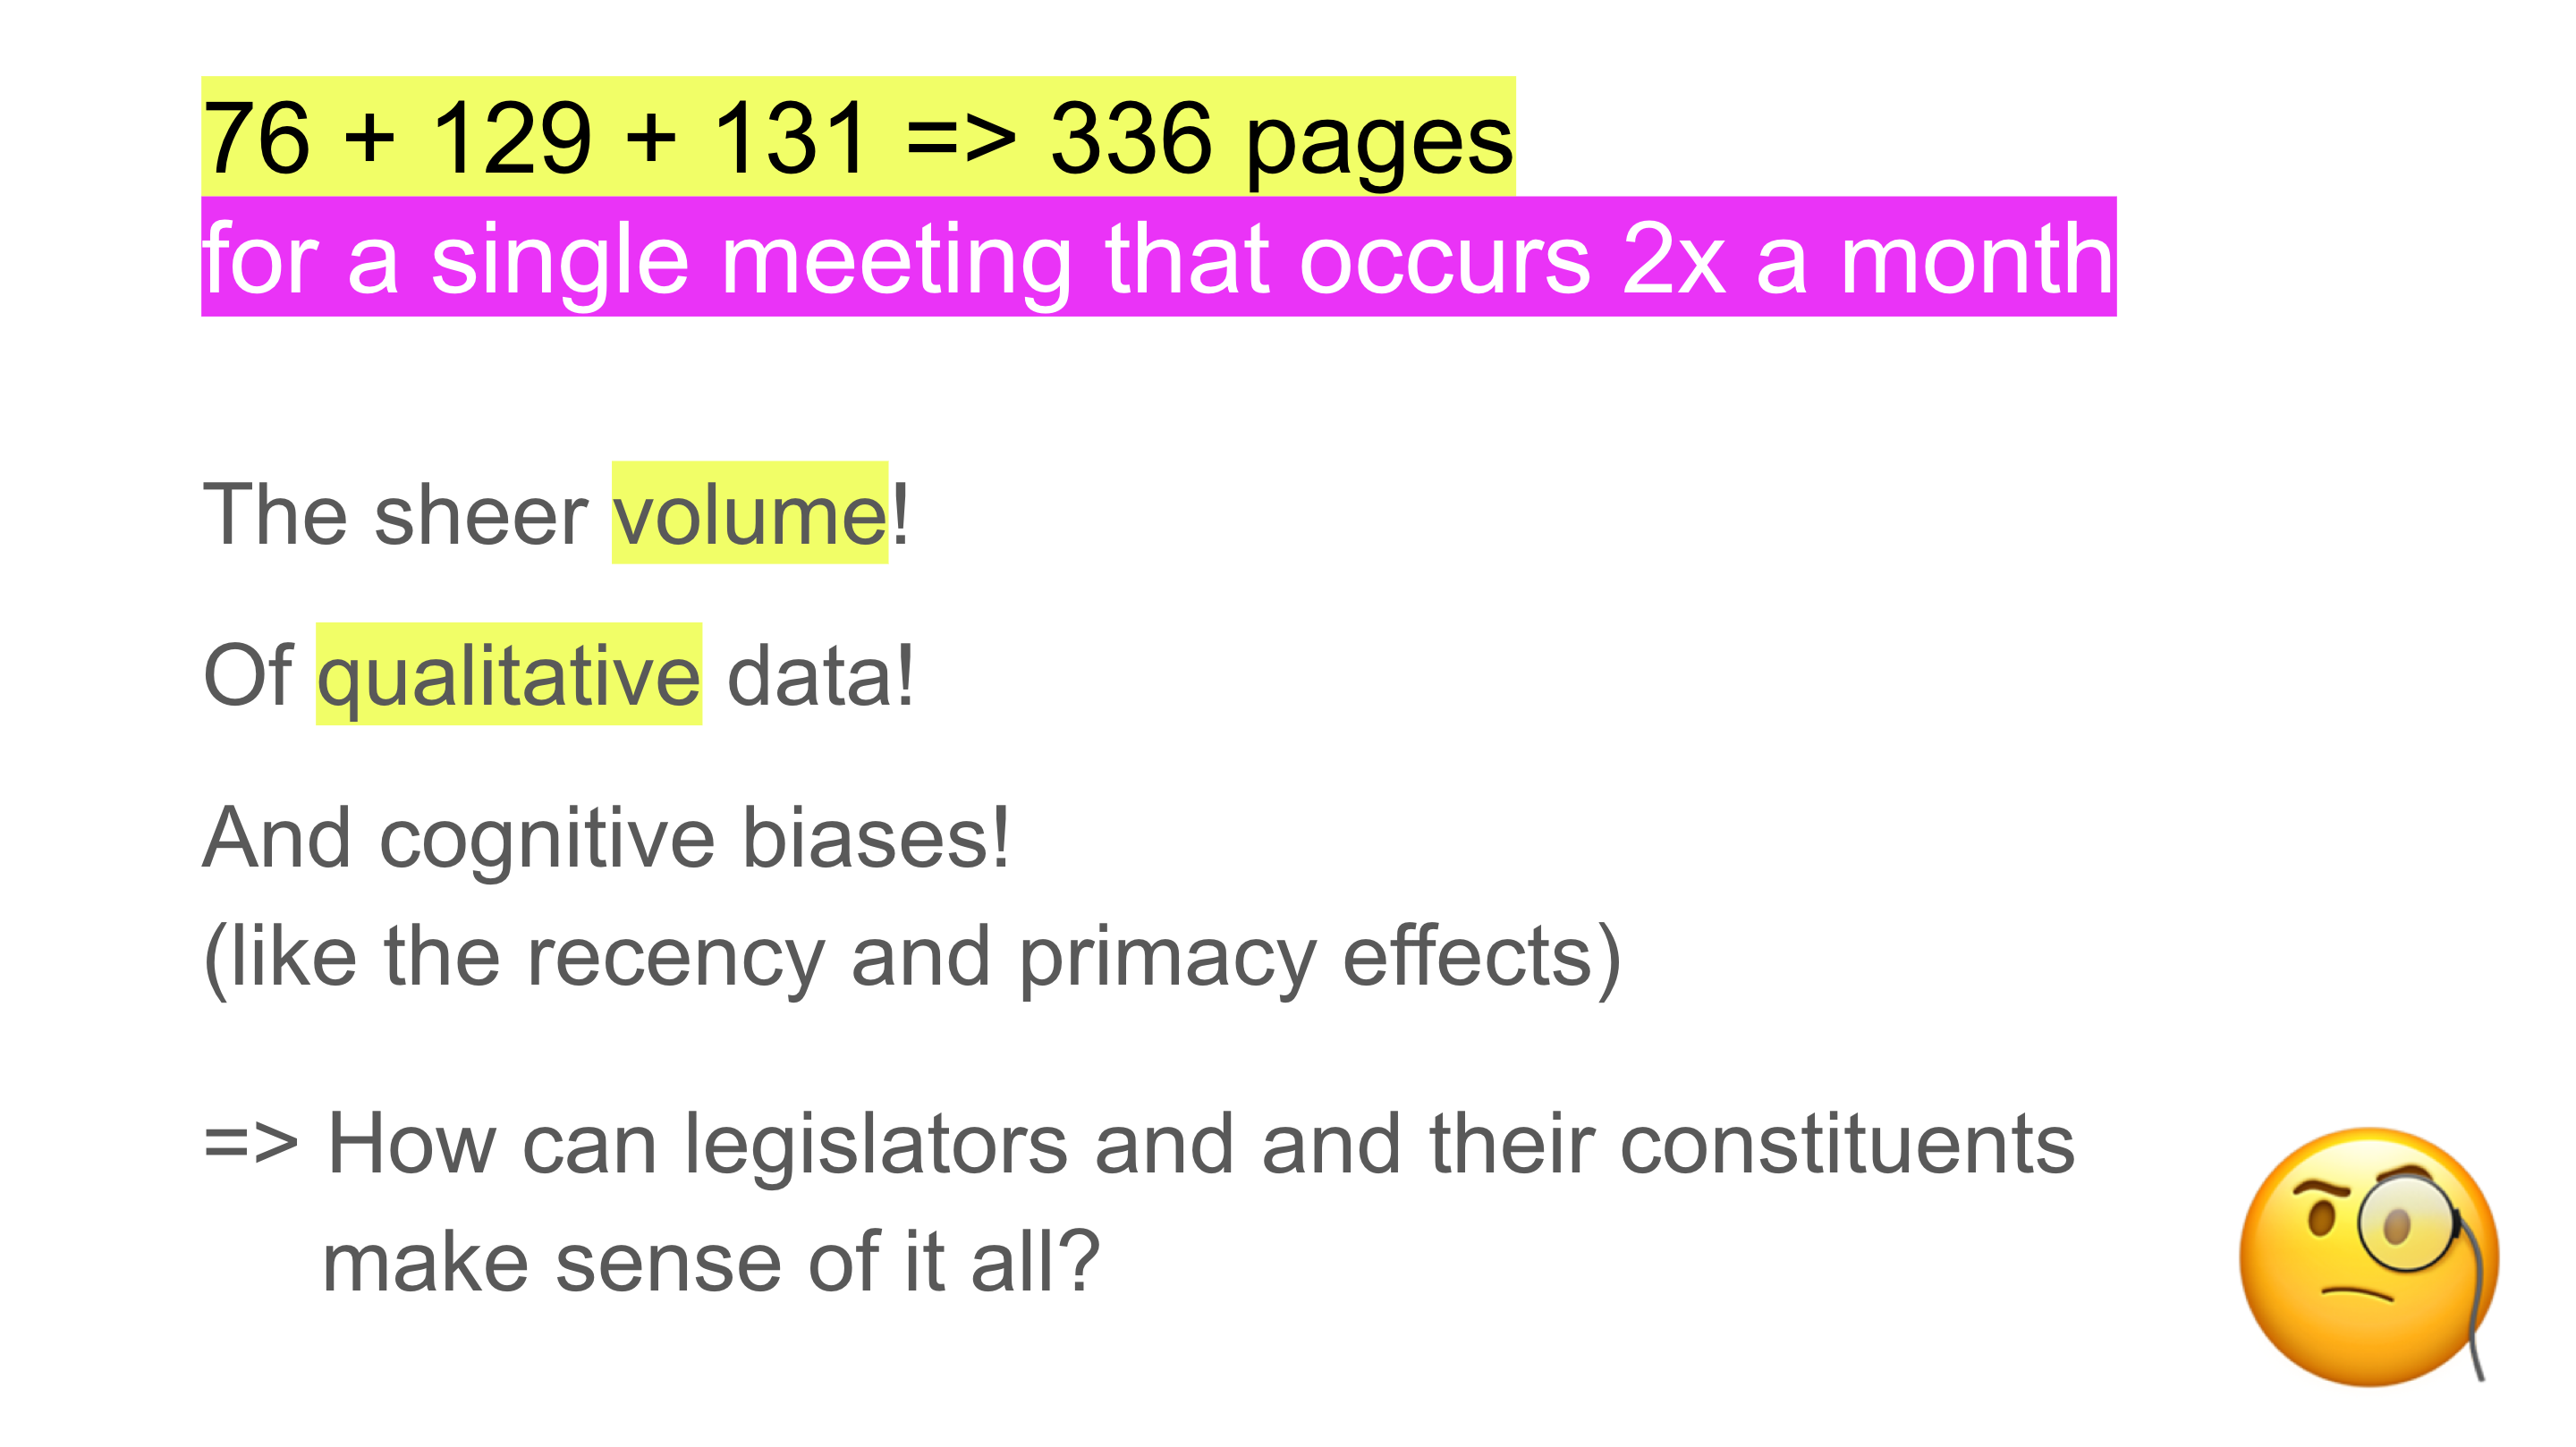 76 + 129 + 131 => 336 pages
for a single meeting that occurs 2x a month
The sheer volume!
Of qualitative data!
And cognitive biases!
(like the recency and primacy effects)
=> How can legislators and and their constituents
make sense of it all?